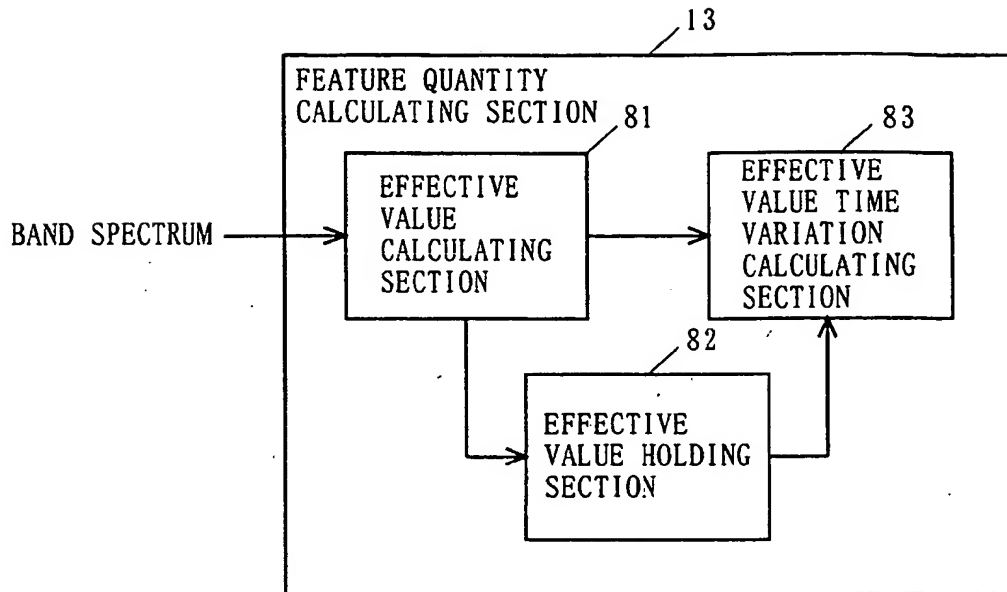 13
FEATURE QUANTITY
CALCULATING SECTION
81
83
EFFECTIVE
VALUE
CALCULATING
SECTION
EFFECTIVE
VALUE TIME
VARIATION
CALCULATING
SECTION
BAND SPECTRUM
82
EFFECTIVE
VALUE HOLDING
SECTION